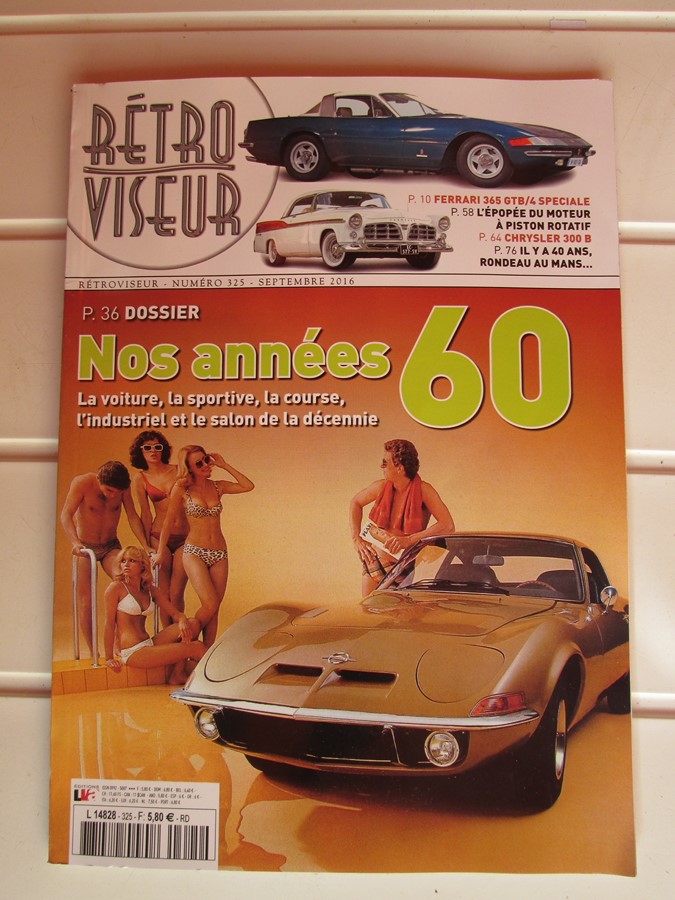 RÉTRO
VISEUR
P. 10 FERRARI 365 GTB/4 SPECIALE
P. 58 L'ÉPOPÉE DU MOTEUR
À PISTON ROTATIF
P. 64 CHRYSLER 300 B
P. 76 IL Y A 40 ANS,
RONDEAU AU MANS...
RÉTROVISEUR - NUMÉRO 325 - SEPTEMBRE 2016
P. 36 DOSSIER
Nos années 60
La voiture, la sportive, la course,
l'industriel et le salon de la décennie
EDITIONS
LVA
L 14828 - 325 - F: 5,80 € - RD